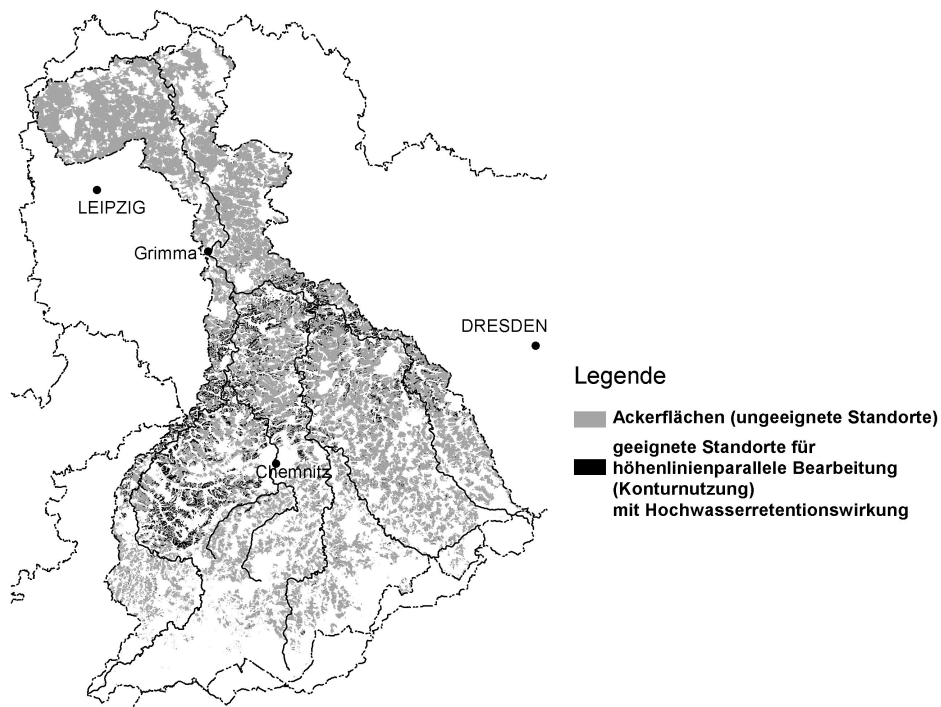 LEIPZIG
Grimma
DRESDEN
Chemnitz
Legende
Ackerflächen (ungeeignete Standorte)
geeignete Standorte für
höhenlinienparallele Bearbeitung
(Konturnutzung)
mit Hochwasserretentionswirkung